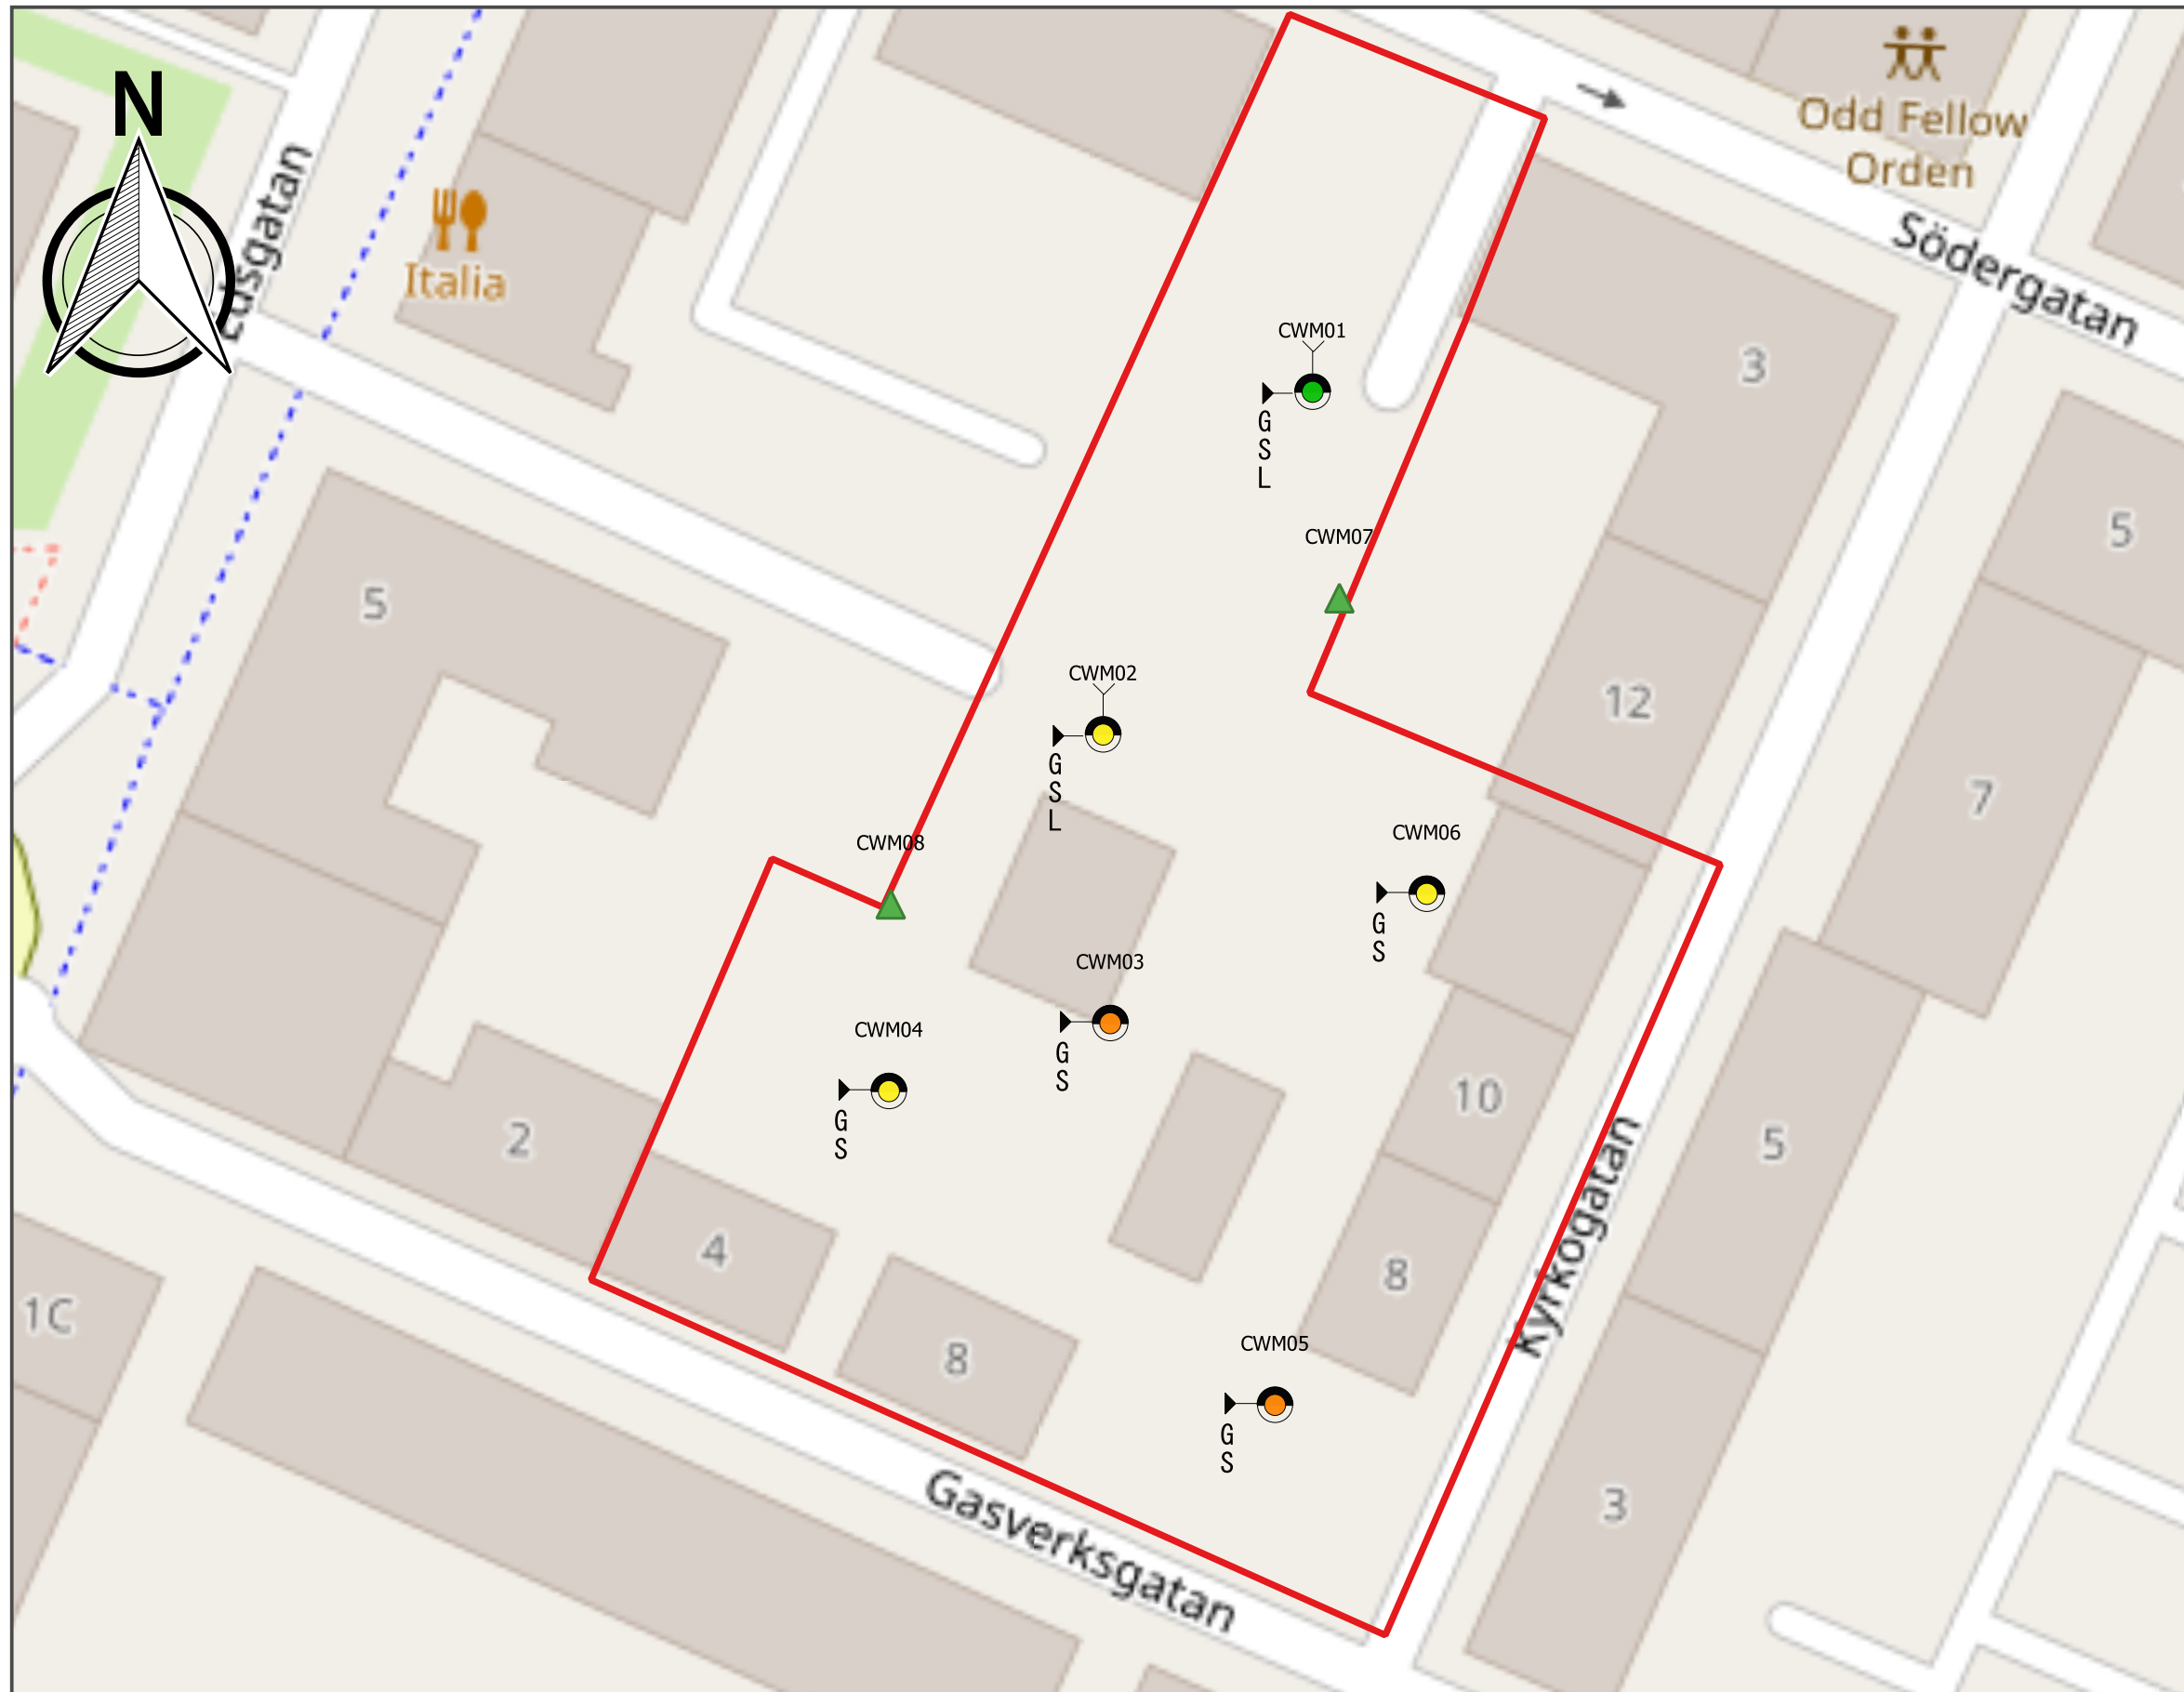 N
Odd Fellow
Orden
Södergatan
Italia
CWM01
G
S
L
3
CWM07
5
5
CWM02
G
S
L
12
7
CWM08
CWM06
G
S
CWM03
G
S
CWM04
G
S
10
2
5
Kyrkogatan
4
8
1C
8
CWM05
G
S
3
Gasverksgatan